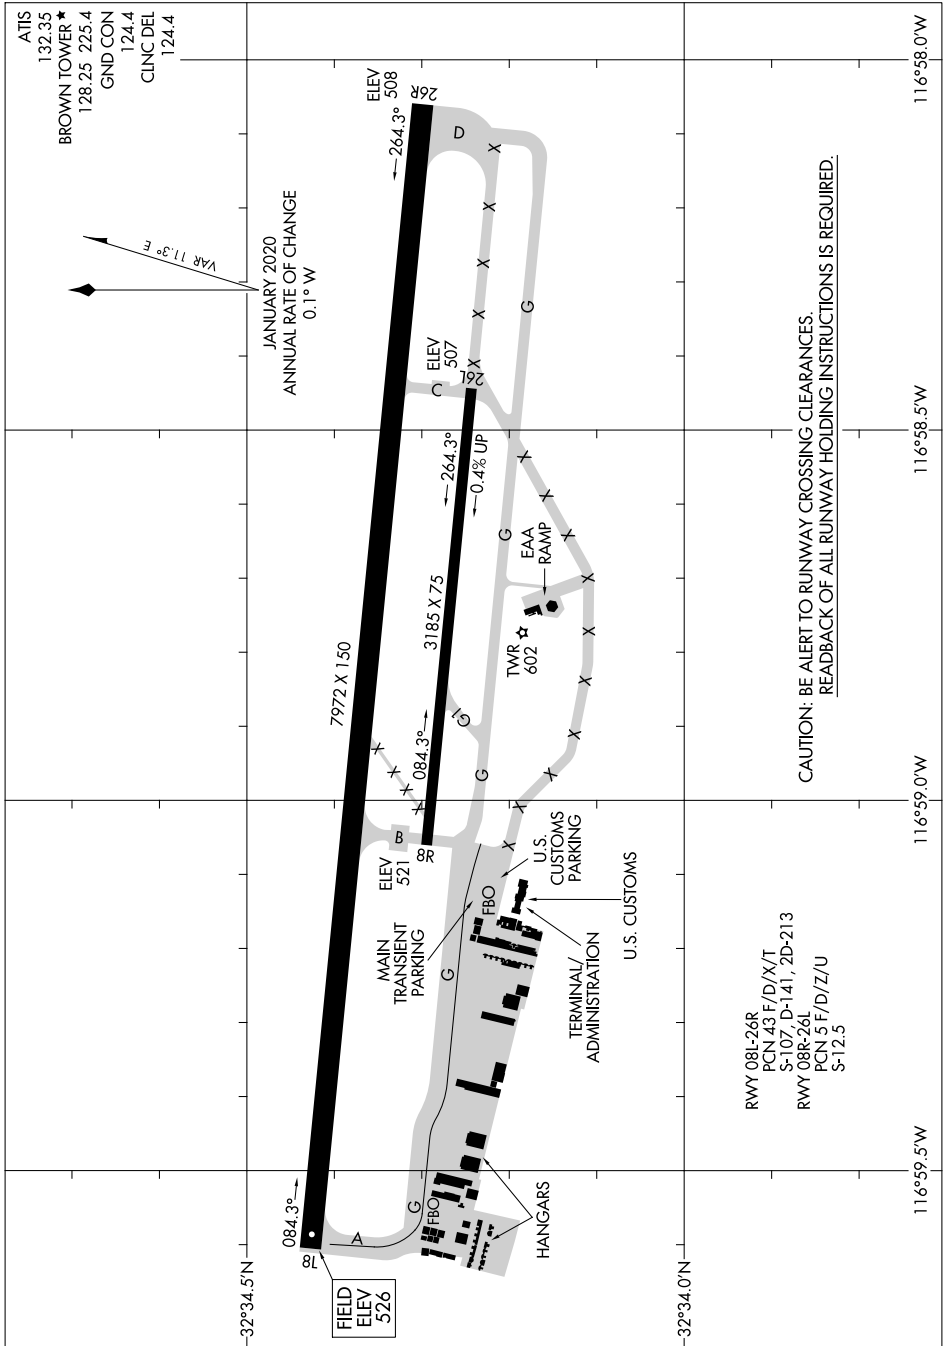 ATIS
132.35
BROWN TOWER ★
128.25 225.4
GND CON
124.4
CLNC DEL
124.4
116°58.0'W
ELEV
508
26R
264.3°
D
VAR 11.3° E
JANUARY 2020
ANNUAL RATE OF CHANGE
0.1° W
G
ELEV
507
26L
C
116°58.5'W
264.3°
0.4% UP
G
EAA
RAMP
TWR
602
3185 X 75
7972 X 150
G1
084.3°
G
116°59.0'W
B
8R
ELEV
521
U.S.
CUSTOMS
PARKING
FBO
MAIN
TRANSIENT
PARKING
G
U.S. CUSTOMS
TERMINAL/
ADMINISTRATION
116°59.5'W
084.3°
A
G
FBO
HANGARS
8L
FIELD
ELEV
526
32°34.5'N
32°34.0'N
CAUTION: BE ALERT TO RUNWAY CROSSING CLEARANCES.
READBACK OF ALL RUNWAY HOLDING INSTRUCTIONS IS REQUIRED.
RWY 08L-26R
PCN 43 F/D/X/T
S-107, D-141, 2D-213
RWY 08R-26L
PCN 5 F/D/Z/U
S-12.5